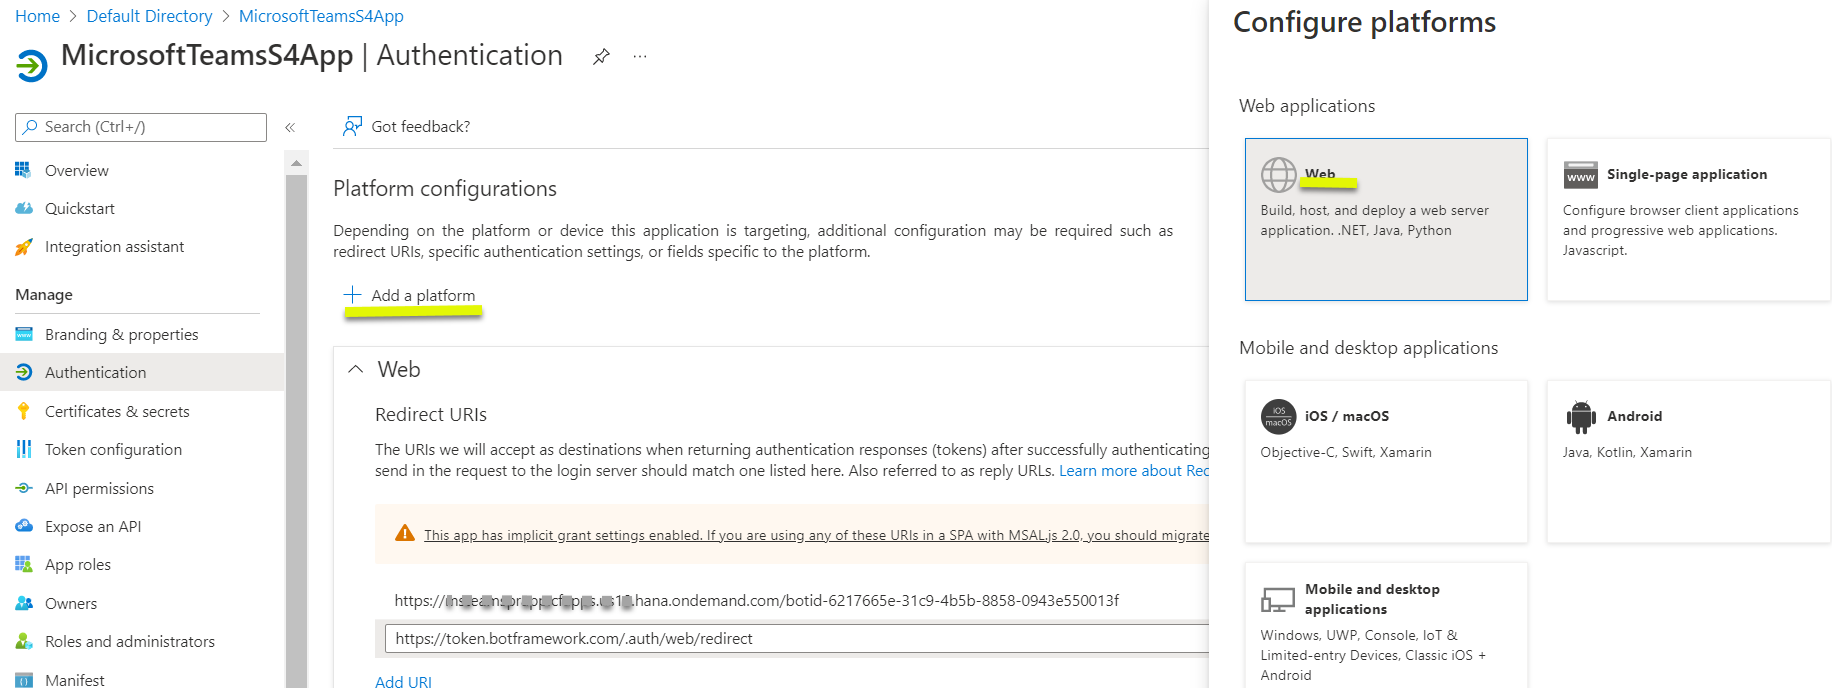 Home > Default Directory > MicrosoftTeamsS4App
MicrosoftTeamsS4App | Authentication
...
Search (Ctrl+/)
«
Overview
Quickstart
Integration assistant
Manage
Branding & properties
Authentication
Certificates & secrets
Token configuration
API permissions
Expose an API
App roles
Owners
Roles and administrators
Manifest
Got feedback?
Platform configurations
Depending on the platform or device this application is targeting, additional configuration may be required such as
redirect URIs, specific authentication settings, or fields specific to the platform.
+ Add a platform
Web
Redirect URIs
The URIs we will accept as destinations when returning authentication responses (tokens) after successfully authenticating
send in the request to the login server should match one listed here. Also referred to as reply URLs. Learn more about Rec
This app has implicit grant settings enabled. If you are using any of these URIs in a SPA with MSAL.js 2.0, you should migrate
https:// .hana.ondemand.com/botid-6217665e-31c9-4b5b-8858-0943e550013f
https://token.botframework.com/.auth/web/redirect
Add URI
Configure platforms
Web applications
Web
Build, host, and deploy a web server
application. .NET, Java, Python
www
Single-page application
Configure browser client applications
and progressive web applications.
Javascript.
Mobile and desktop applications
iOS
macOS
iOS / macOS
Objective-C, Swift, Xamarin
Android
Java, Kotlin, Xamarin
Mobile and desktop
applications
Windows, UWP, Console, IoT &
Limited-entry Devices, Classic iOS +
Android